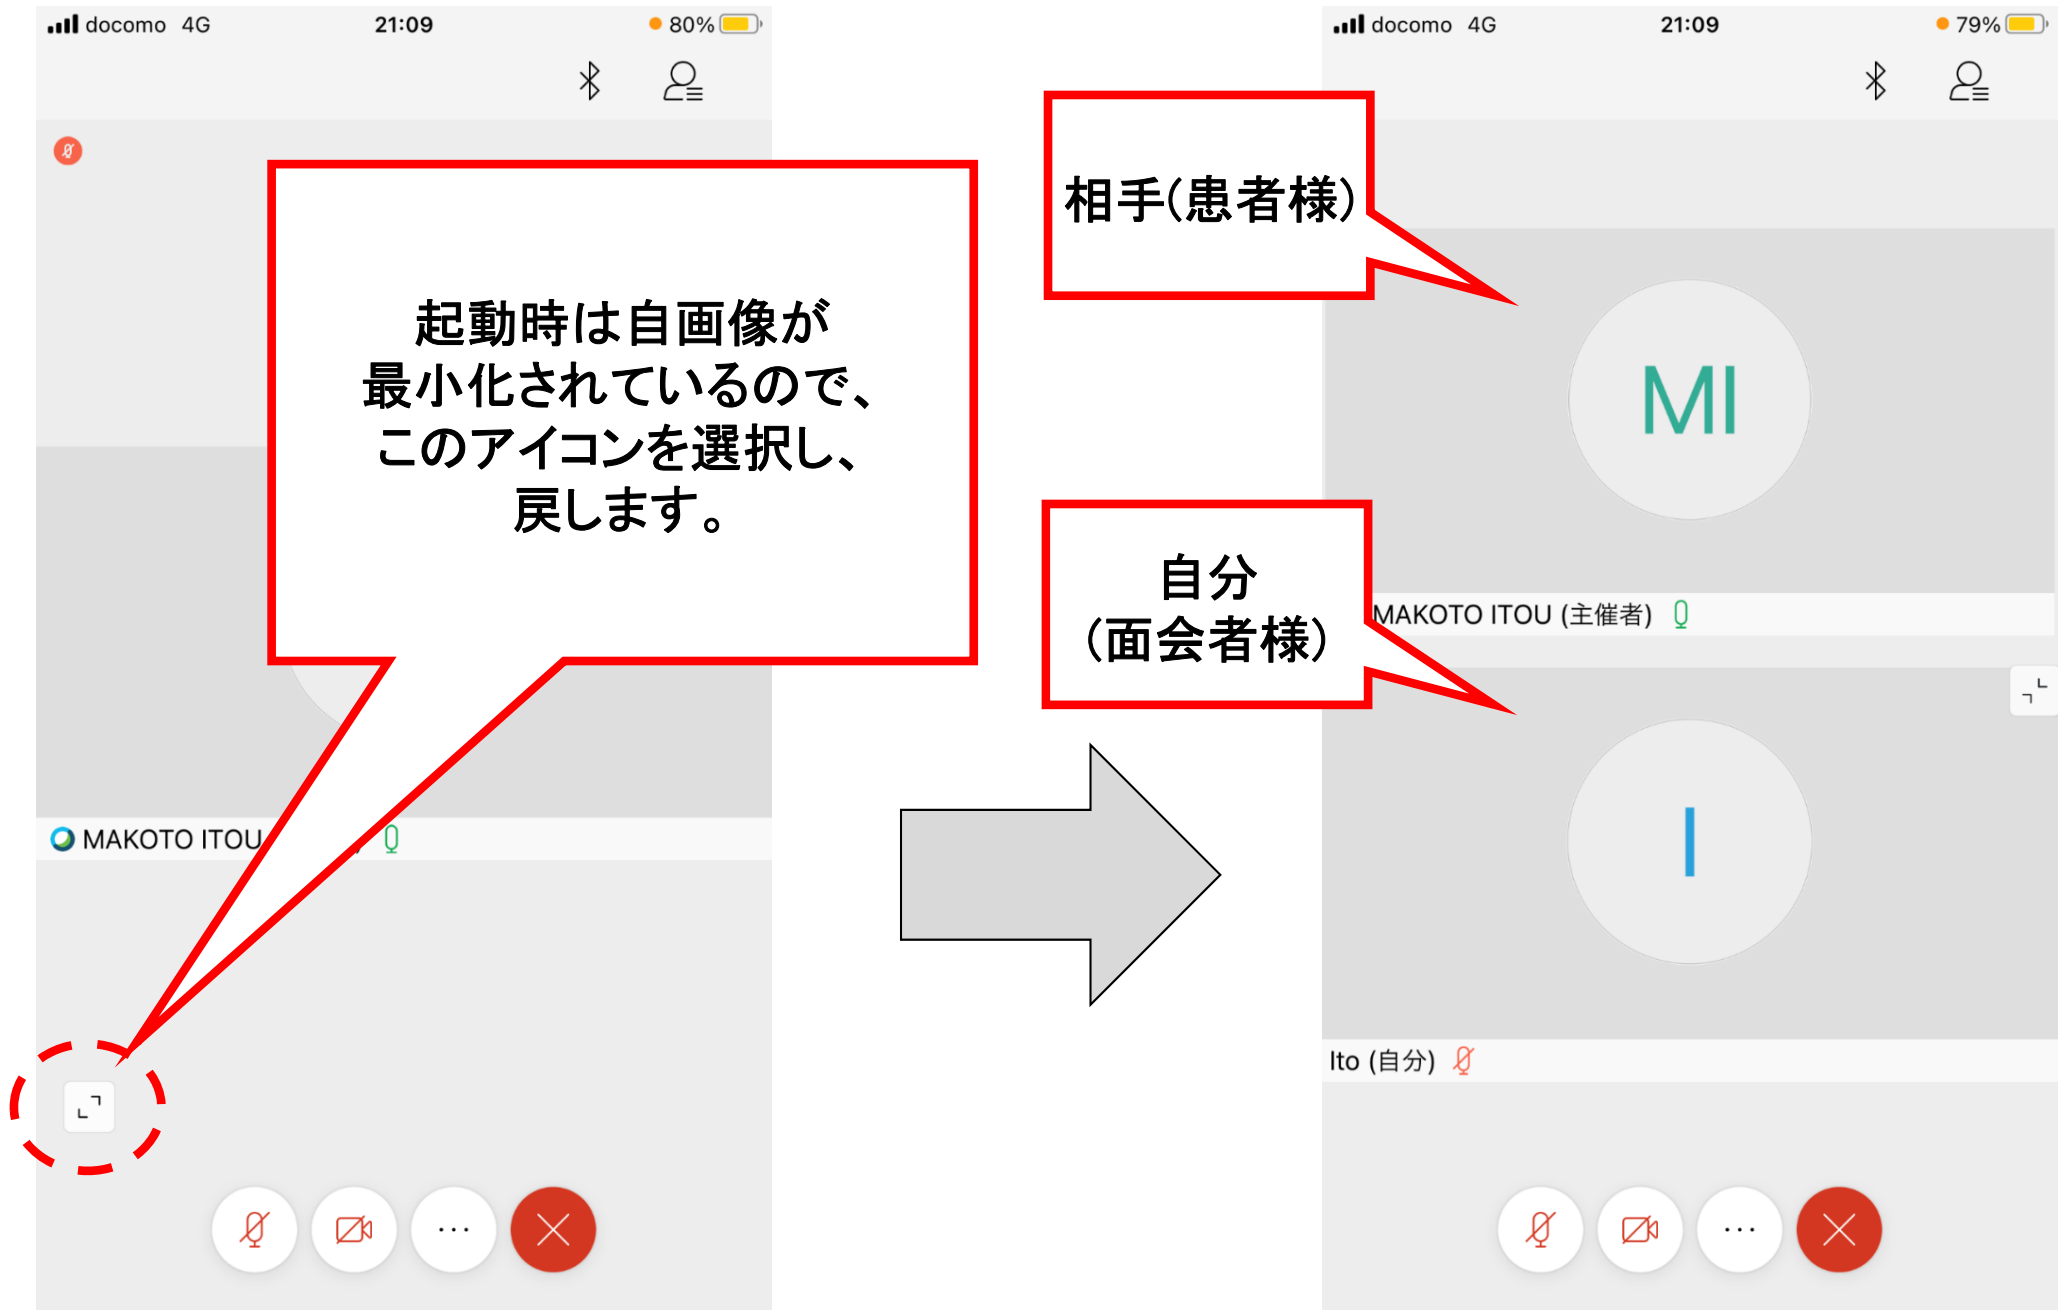 docomo 4G 21:09 80%
起動時は自画像が
最小化されているので、
このアイコンを選択し、
戻します。
MAKOTO ITOU
docomo 4G 21:09 79%
相手(患者様)
MI
MAKOTO ITOU (主催者)
自分
(面会者様)
I
Ito (自分)